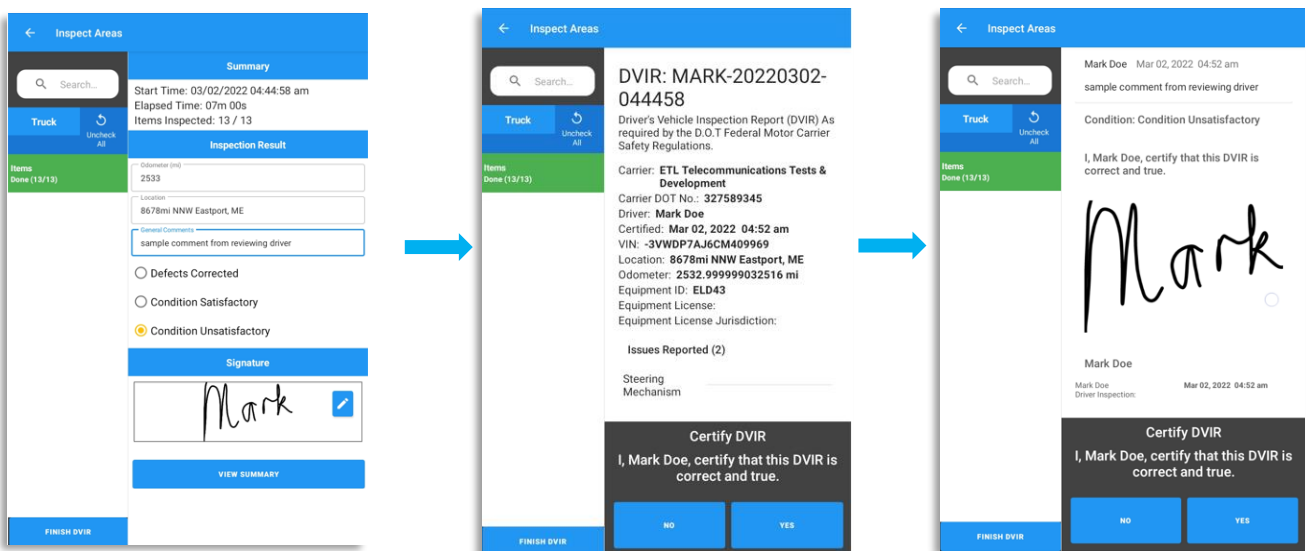 Inspect Areas
Search...
Truck
Uncheck
All
Items
Done (13/13)
Summary
Start Time: 03/02/2022 04:44:58 am
Elapsed Time: 07m 00s
Items Inspected: 13 / 13
Inspection Result
Odometer (mi)
2533
Location
8678mi NNW Eastport, ME
General Comments
sample comment from reviewing driver
Defects Corrected
Condition Satisfactory
Condition Unsatisfactory
Signature
Mark
VIEW SUMMARY
FINISH DVIR
Inspect Areas
Search...
Truck
Uncheck
All
Items
Done (13/13)
DVIR: MARK-20220302-
044458
Driver's Vehicle Inspection Report (DVIR) As
required by the D.O.T Federal Motor Carrier
Safety Regulations.
Carrier: ETL Telecommunications Tests &
Development
Carrier DOT No.: 327589345
Driver: Mark Doe
Certified: Mar 02, 2022 04:52 am
VIN: -3VWDP7AJ6CM409969
Location: 8678mi NNW Eastport, ME
Odometer: 2532.999999032516 mi
Equipment ID: ELD43
Equipment License:
Equipment License Jurisdiction:
Issues Reported (2)
Steering
Mechanism
Certify DVIR
I, Mark Doe, certify that this DVIR is
correct and true.
NO
YES
FINISH DVIR
Inspect Areas
Search...
Truck
Uncheck
All
Items
Done (13/13)
Mark Doe Mar 02, 2022 04:52 am
sample comment from reviewing driver
Condition: Condition Unsatisfactory
I, Mark Doe, certify that this DVIR is
correct and true.
Mark
Mark Doe
Mark Doe Mar 02, 2022 04:52 am
Driver Inspection:
Certify DVIR
I, Mark Doe, certify that this DVIR is
correct and true.
NO
YES
FINISH DVIR